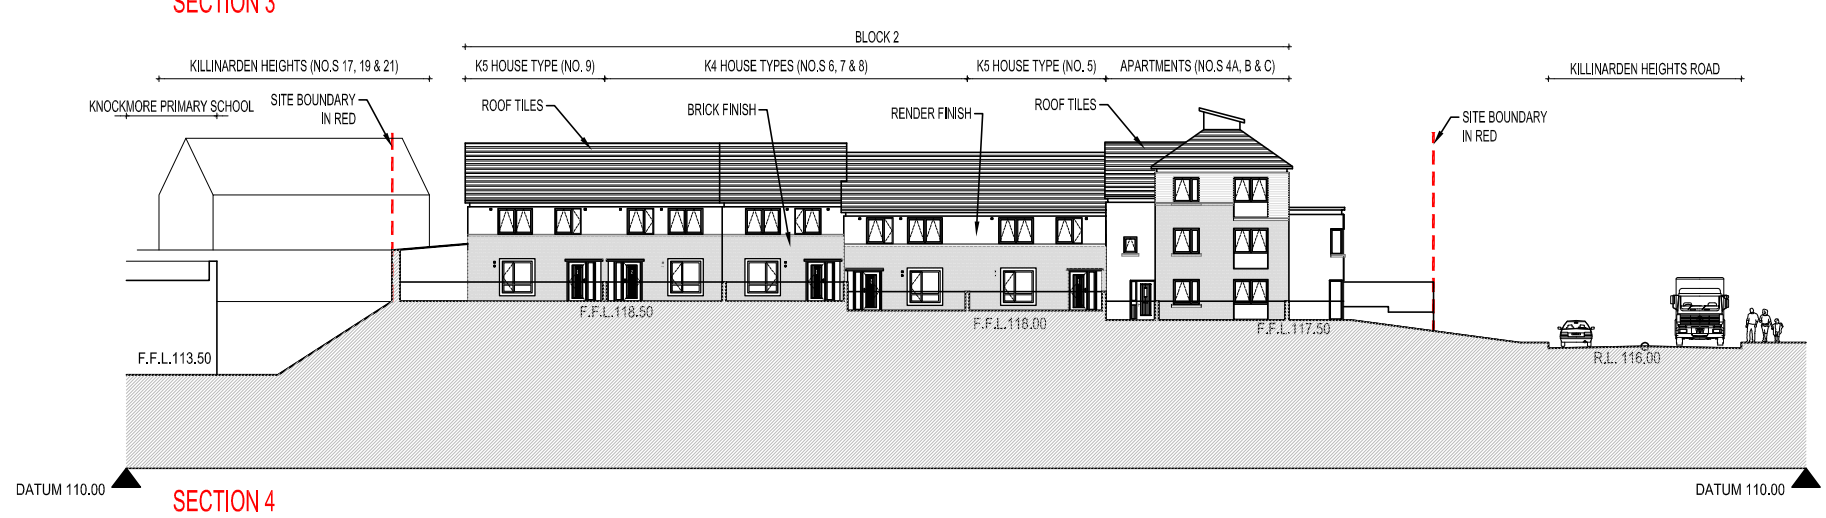 SECTION 3
BLOCK 2
KILLINARDEN HEIGHTS (NO.S 17, 19 & 21)
K5 HOUSE TYPE (NO. 9)
K4 HOUSE TYPES (NO.S 6, 7 & 8)
K5 HOUSE TYPE (NO. 5)
APARTMENTS (NO.S 4A, B & C)
KILLINARDEN HEIGHTS ROAD
KNOCKMORE PRIMARY SCHOOL
SITE BOUNDARY
IN RED
ROOF TILES
BRICK FINISH
RENDER FINISH
ROOF TILES
SITE BOUNDARY
IN RED
F.F.L.118.50
F.F.L.118.00
F.F.L.117.50
F.F.L.113.50
R.L. 116.00
DATUM 110.00
DATUM 110.00
SECTION 4